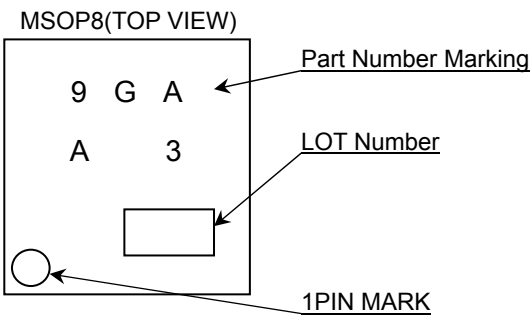 MSOP8(TOP VIEW)
Part Number Marking
9 G A
LOT Number
A 3
1PIN MARK